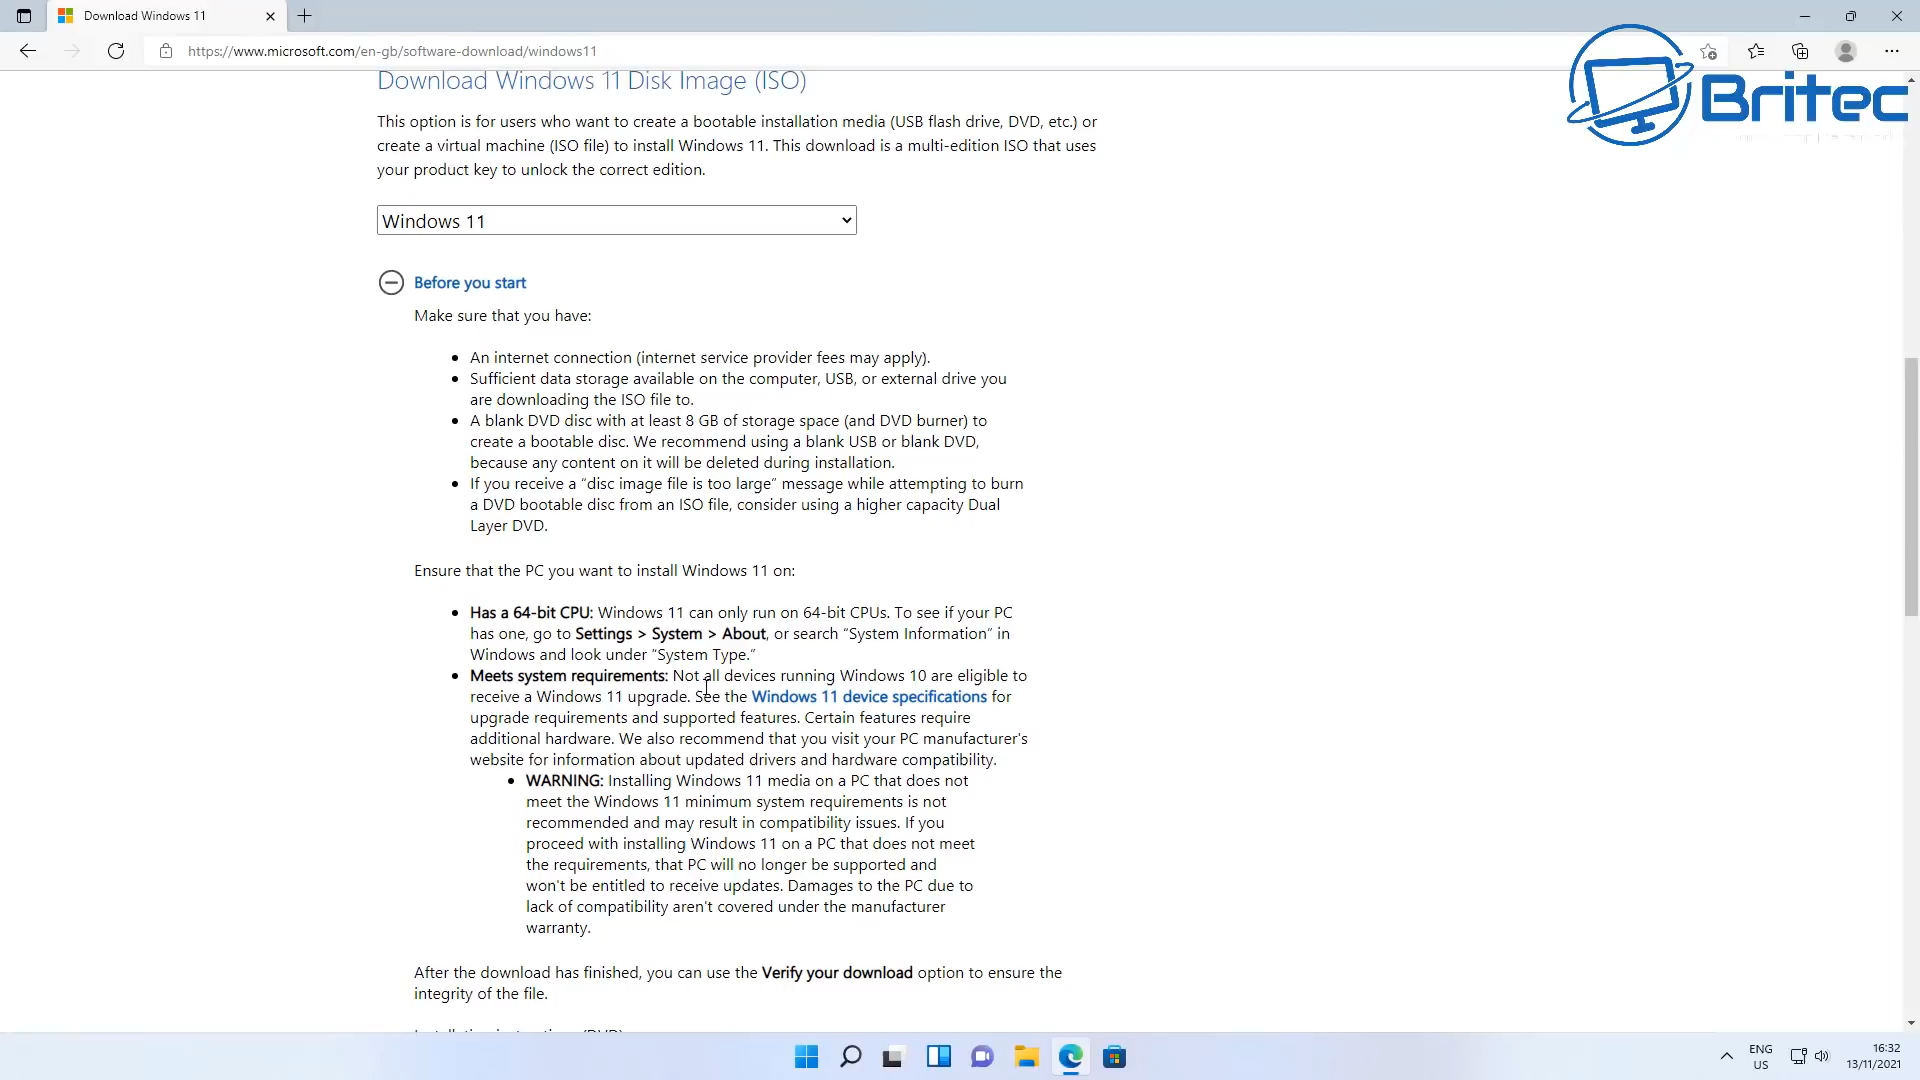 Download Windows 11
https://www.microsoft.com/en-gb/software-download/windows11
Britec
Download Windows 11 Disk Image (ISO)
This option is for users who want to create a bootable installation media (USB flash drive, DVD, etc.) or
create a virtual machine (ISO file) to install Windows 11. This download is a multi-edition ISO that uses
your product key to unlock the correct edition.
Windows 11
Before you start
Make sure that you have:
• An internet connection (internet service provider fees may apply).
• Sufficient data storage available on the computer, USB, or external drive you
are downloading the ISO file to.
• A blank DVD disc with at least 8 GB of storage space (and DVD burner) to
create a bootable disc. We recommend using a blank USB or blank DVD,
because any content on it will be deleted during installation.
• If you receive a “disc image file is too large” message while attempting to burn
a DVD bootable disc from an ISO file, consider using a higher capacity Dual
Layer DVD.
Ensure that the PC you want to install Windows 11 on:
• Has a 64-bit CPU: Windows 11 can only run on 64-bit CPUs. To see if your PC
has one, go to Settings > System > About, or search “System Information” in
Windows and look under “System Type.”
• Meets system requirements: Not all devices running Windows 10 are eligible to
receive a Windows 11 upgrade. See the Windows 11 device specifications for
upgrade requirements and supported features. Certain features require
additional hardware. We also recommend that you visit your PC manufacturer's
website for information about updated drivers and hardware compatibility.
• WARNING: Installing Windows 11 media on a PC that does not
meet the Windows 11 minimum system requirements is not
recommended and may result in compatibility issues. If you
proceed with installing Windows 11 on a PC that does not meet
the requirements, that PC will no longer be supported and
won't be entitled to receive updates. Damages to the PC due to
lack of compatibility aren't covered under the manufacturer
warranty.
After the download has finished, you can use the Verify your download option to ensure the
integrity of the file.
ENG
US
16:32
13/11/2021